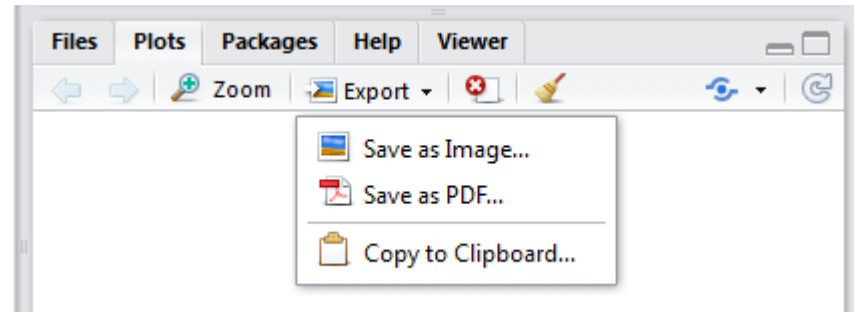 Files Plots Packages Help Viewer
Zoom Export
Save as Image...
Save as PDF...
Copy to Clipboard...